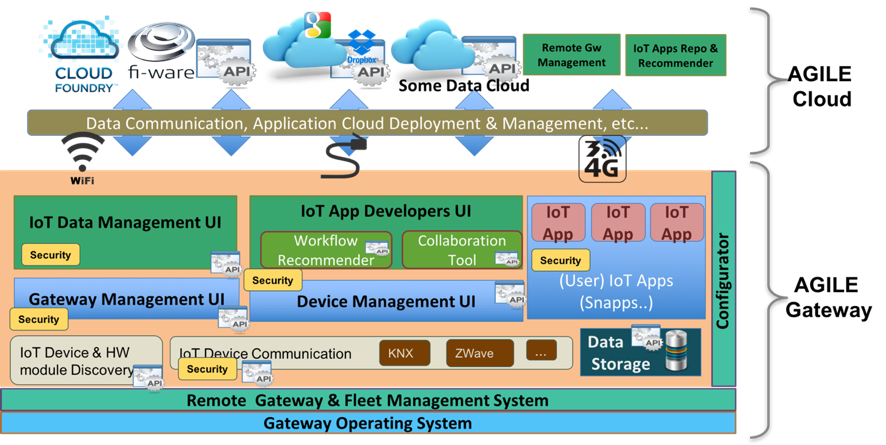 CLOUD
FOUNDRY™
fi-ware
API
Dropbox
API
API
Some Data Cloud
Remote Gw
Management
IoT Apps Repo &
Recommender
AGILE
Cloud
Data Communication, Application Cloud Deployment & Management, etc...
WiFi
3G
4G
IoT Data Management UI
Security
API
IoT App Developers UI
Workflow
Recommender
API
Collaboration
Tool
API
IoT
App
IoT
App
IoT
App
Security
(User) IoT Apps
(Snapps..)
Configurator
AGILE
Gateway
Gateway Management UI
Security
API
Security
Device Management UI
API
IoT Device & HW
module Discovery
API
IoT Device Communication
Security
API
KNX
ZWave
...
Data
Storage
API
Remote Gateway & Fleet Management System
Gateway Operating System